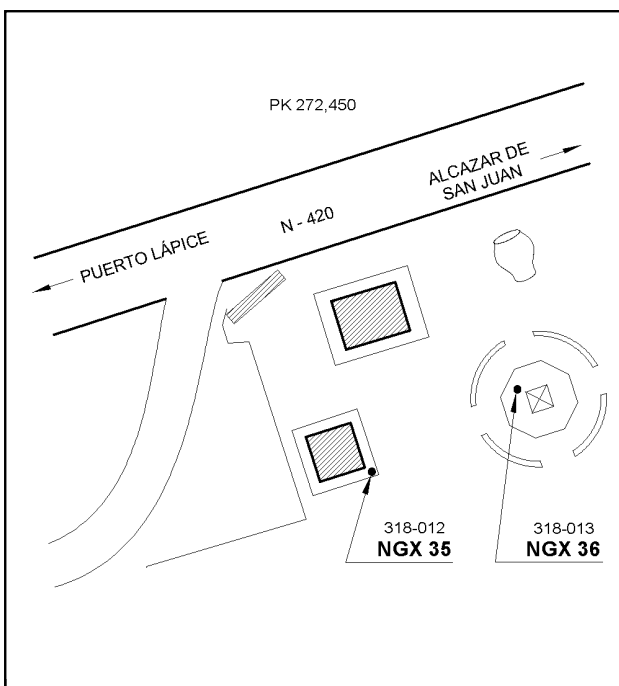 PK 272,450
ALCAZAR DE
SAN JUAN
N - 420
PUERTO LÁPICE
318-012
NGX 35
318-013
NGX 36